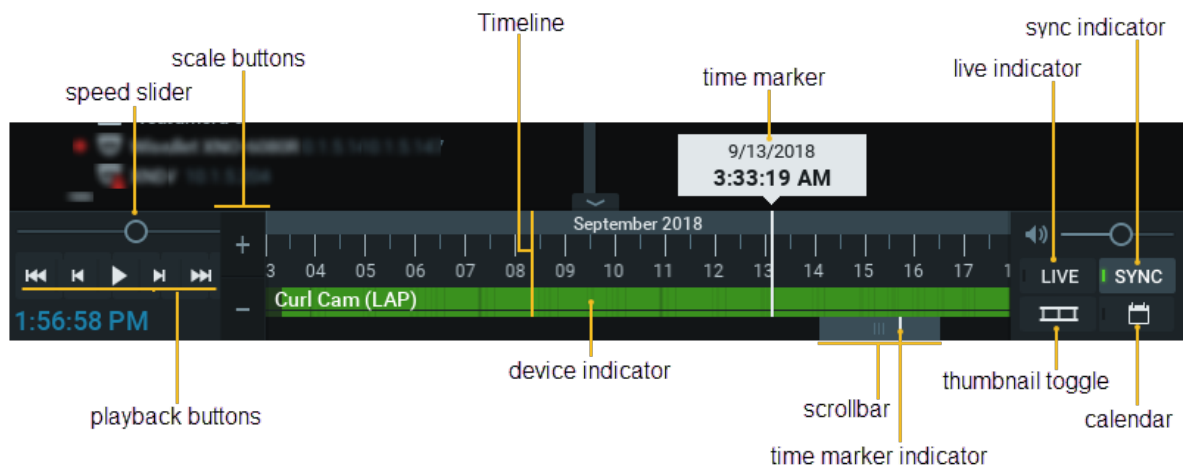 Timeline
sync indicator
scale buttons
live indicator
speed slider
time marker
9/13/2018
3:33:19 AM
September 2018
3 04 05 06 07 08 09 10 11 12 13 14 15 16 17 1
LIVE
SYNC
Curl Cam (LAP)
1:56:58 PM
device indicator
thumbnail toggle
playback buttons
scrollbar
calendar
time marker indicator